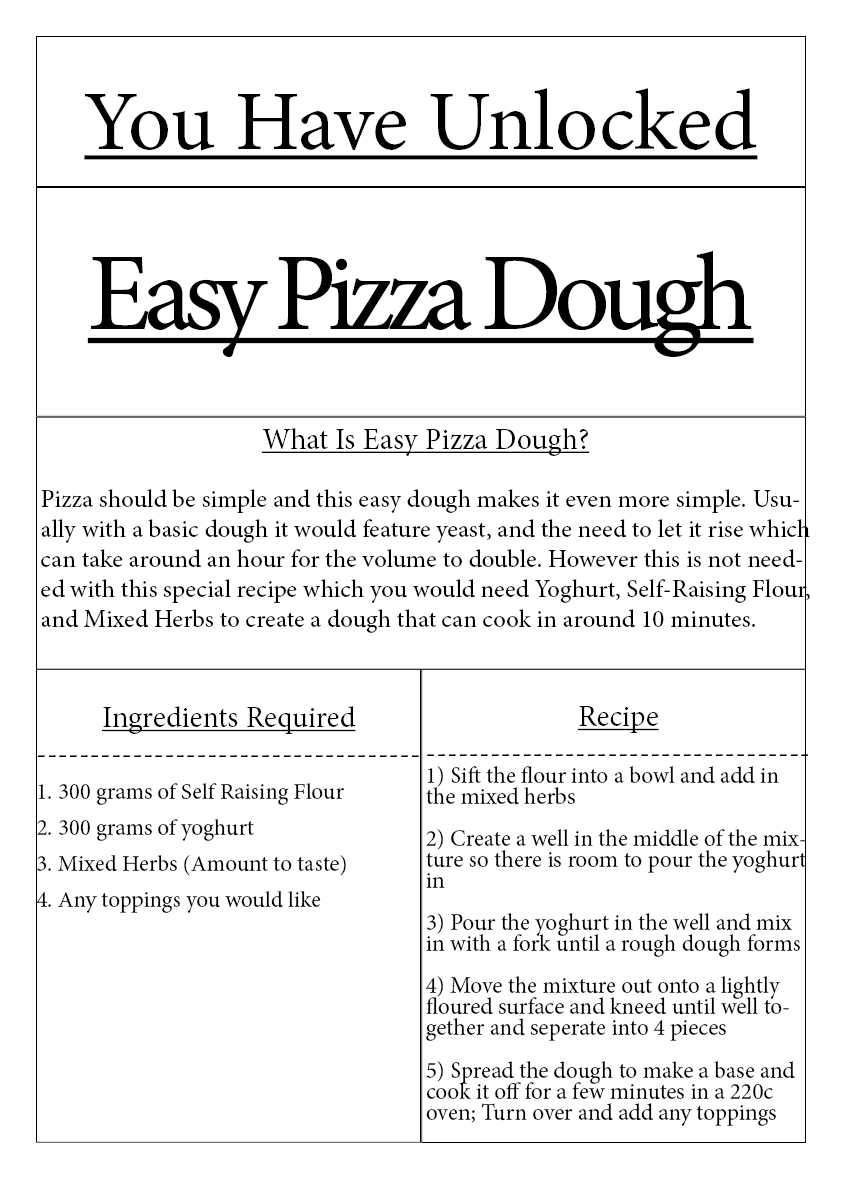 You Have Unlocked
Easy Pizza Dough
What Is Easy Pizza Dough?
Pizza should be simple and this easy dough makes it even more simple. Usu-
ally with a basic dough it would feature yeast, and the need to let it rise which
can take around an hour for the volume to double. However this is not need-
ed with this special recipe which you would need Yoghurt, Self-Raising Flour,
and Mixed Herbs to create a dough that can cook in around 10 minutes.
Ingredients Required
1. 300 grams of Self Raising Flour
2. 300 grams of yoghurt
3. Mixed Herbs (Amount to taste)
4. Any toppings you would like
Recipe
1) Sift the flour into a bowl and add in
the mixed herbs
2) Create a well in the middle of the mix-
ture so there is room to pour the yoghurt
in
3) Pour the yoghurt in the well and mix
in with a fork until a rough dough forms
4) Move the mixture out onto a lightly
floured surface and kneed until well to-
gether and seperate into 4 pieces
5) Spread the dough to make a base and
cook it off for a few minutes in a 220c
oven; Turn over and add any toppings